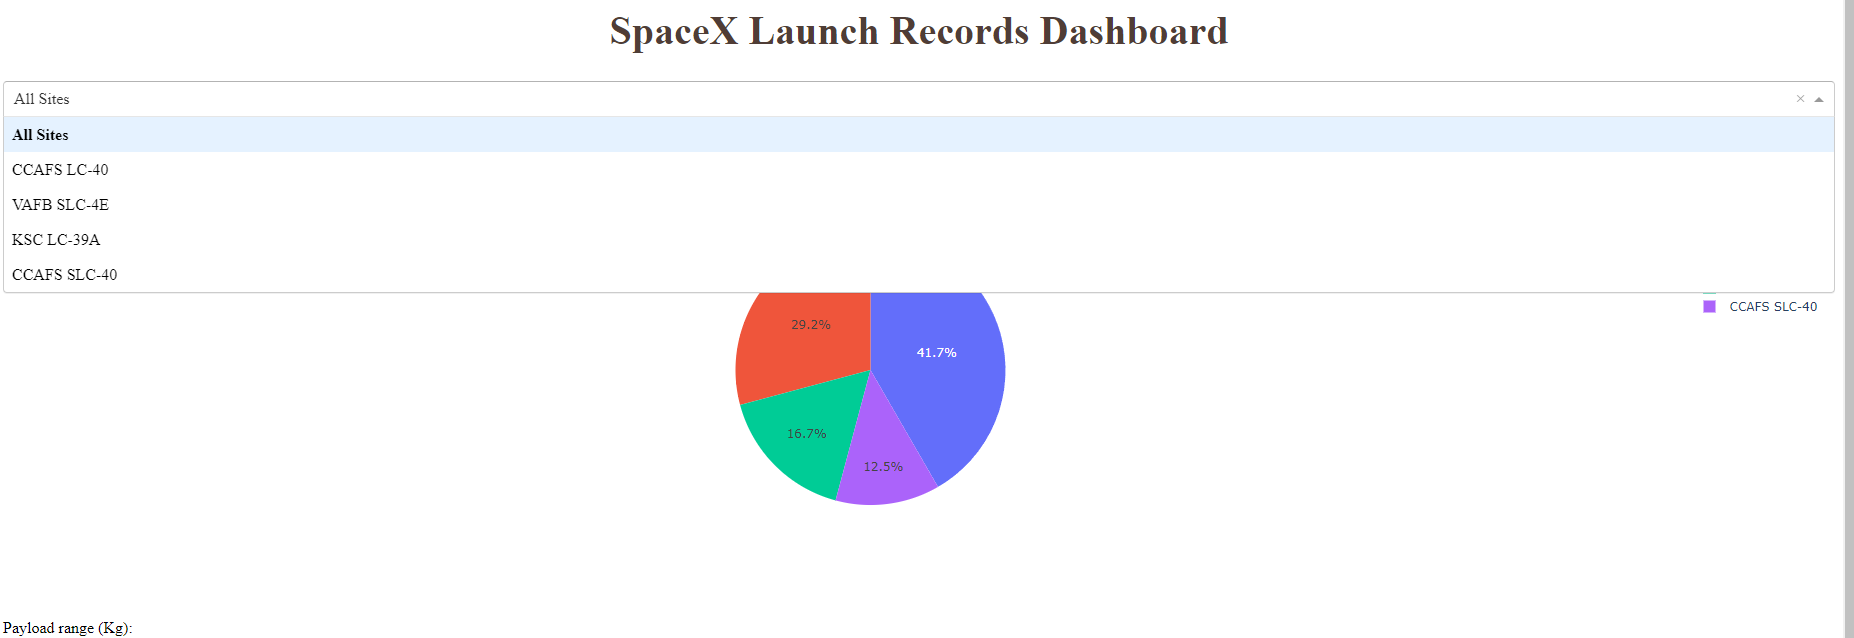 SpaceX Launch Records Dashboard
All Sites
All Sites
CCAFS LC-40
VAFB SLC-4E
KSC LC-39A
CCAFS SLC-40
CCAFS SLC-40
29.2%
41.7%
16.7%
12.5%
Payload range (Kg):